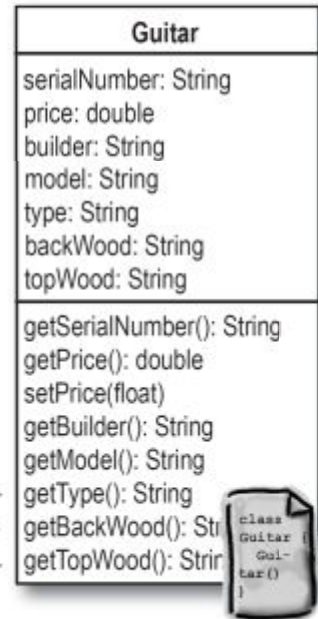 Guitar
serialNumber: String
price: double
builder: String
model: String
type: String
backWood: String
topWood: String
getSerialNumber(): String
getPrice(): double
setPrice(float)
getBuilder(): String
getModel(): String
getType(): String
getBackWood(): Str
getTopWood(): Strin
class
Guitar {
Gui-
tar()
}